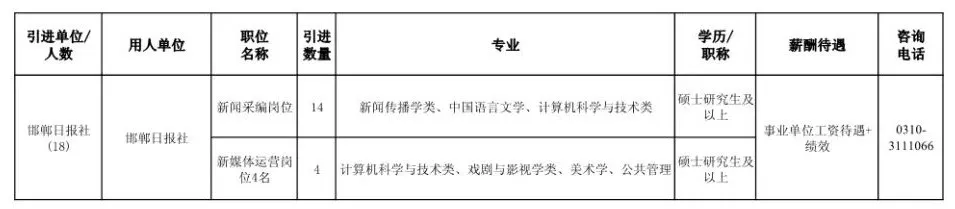 引进单位/
人数
用人单位
职位
名称
引进
数量
专业
学历/
职称
薪酬待遇
咨询
电话
邯郸日报社
(18)
邯郸日报社
新闻采编岗位
14
新闻传播学类、中国语言文学、计算机科学与技术类
硕士研究生及
以上
事业单位工资待遇+
绩效
0310-
3111066
新媒体运营岗
位4名
4
计算机科学与技术类、戏剧与影视学类、美术学、公共管理
硕士研究生及
以上